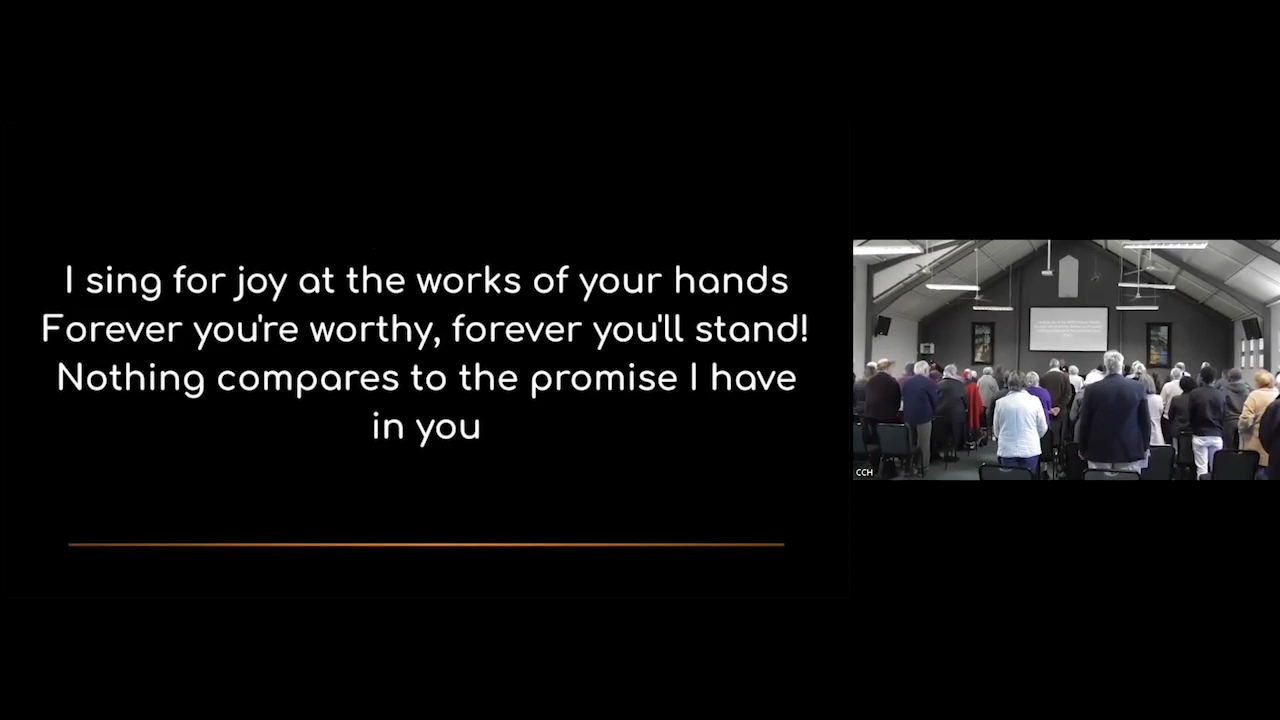 I sing for joy at the works of your hands
Forever you're worthy, forever you'll stand!
Nothing compares to the promise I have
in you
CCH